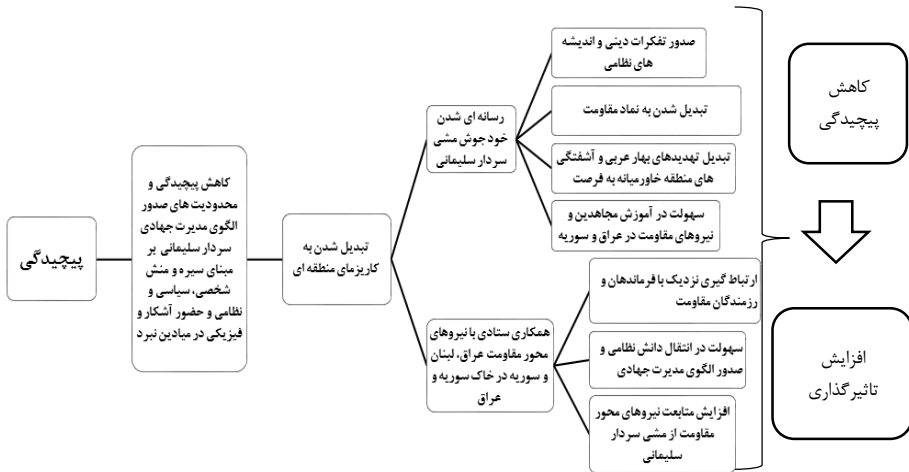 پیچیدگی
کاهش پیچیدگی و
محدودیت های صدور
الگوی مدیرت جهادی
سردار سلیمانی بر
مبنای سیره و منش
شخصی، سیاسی و
نظامی و حضور آشکار و
فیزیکی در میادین نبرد
تبدیل شدن به
کاریزمای منطقه ای
رسانه ای شدن
خودجوش مشی
سردار سلیمانی
صدور تفکرات دینی و اندیشه
های نظامی
تبدیل شدن به نماد مقاومت
تبدیل تهدیدهای بهار عربی و آشفتگی
های منطقه خاورمیانه به فرصت
سهولت در آموزش مجاهدین و
نیروهای مقاومت در عراق و سوریه
همکاری ستادی با نیروهای
محور مقاومت عراق، لبنان
و سوریه در خاک سوریه و
عراق
ارتباط گیری نزدیک با فرماندهان و
رزمندگان مقاومت
سهولت در انتقال دانش نظامی و
صدور الگوی مدیرت جهادی
افزایش متابعت نیروهای محور
مقاومت از مشی سردار
سلیمانی
کاهش
پیچیدگی
افزایش
تاثیرگذاری